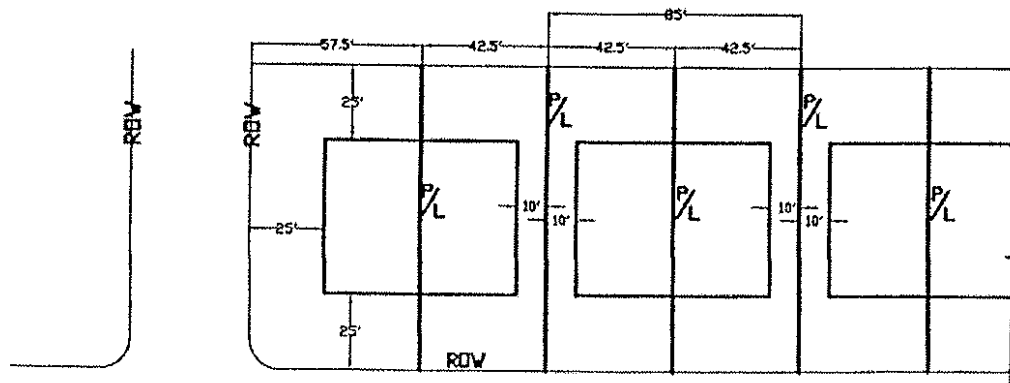 85'
57.5' 42.5' 42.5' 42.5'
25'
ROW ROW P/L P/L
P/L P/L P/L
10' 10'
10' 10'
25'
25'
ROW